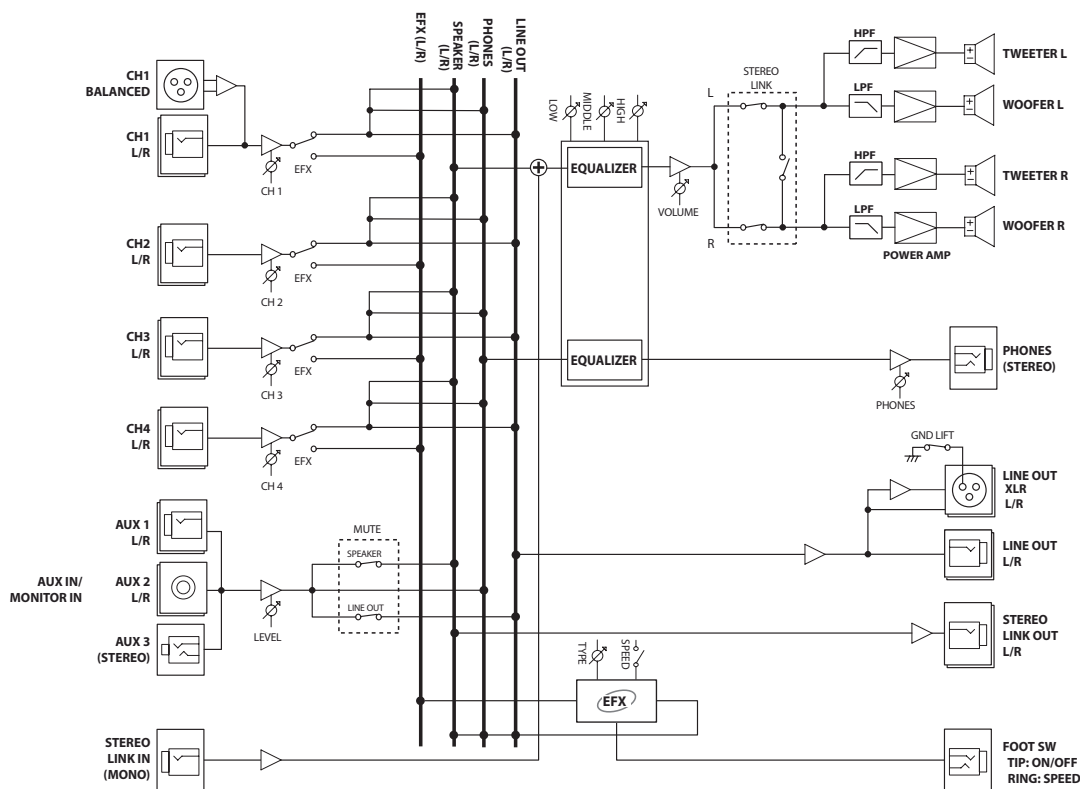 EFX (L/R)
SPEAKER
(L/R)
PHONES
(L/R)
LINE OUT
(L/R)
CH1
BALANCED
CH1
L/R
CH 1
EFX
CH2
L/R
CH 2
EFX
CH3
L/R
CH 3
EFX
CH4
L/R
CH 4
EFX
AUX IN/
MONITOR IN
AUX 1
L/R
AUX 2
L/R
AUX 3
(STEREO)
LEVEL
MUTE
SPEAKER
LINE OUT
STEREO
LINK IN
(MONO)
LOW
MIDDLE
HIGH
EQUALIZER
EQUALIZER
VOLUME
L
R
STEREO
LINK
HPF
LPF
HPF
LPF
POWER AMP
+
−
TWEETER L
+
−
WOOFER L
+
−
TWEETER R
+
−
WOOFER R
PHONES
PHONES
(STEREO)
GND LIFT
LINE OUT
XLR
L/R
LINE OUT
L/R
STEREO
LINK OUT
L/R
TYPE
SPEED
EFX
FOOT SW
TIP: ON/OFF
RING: SPEED